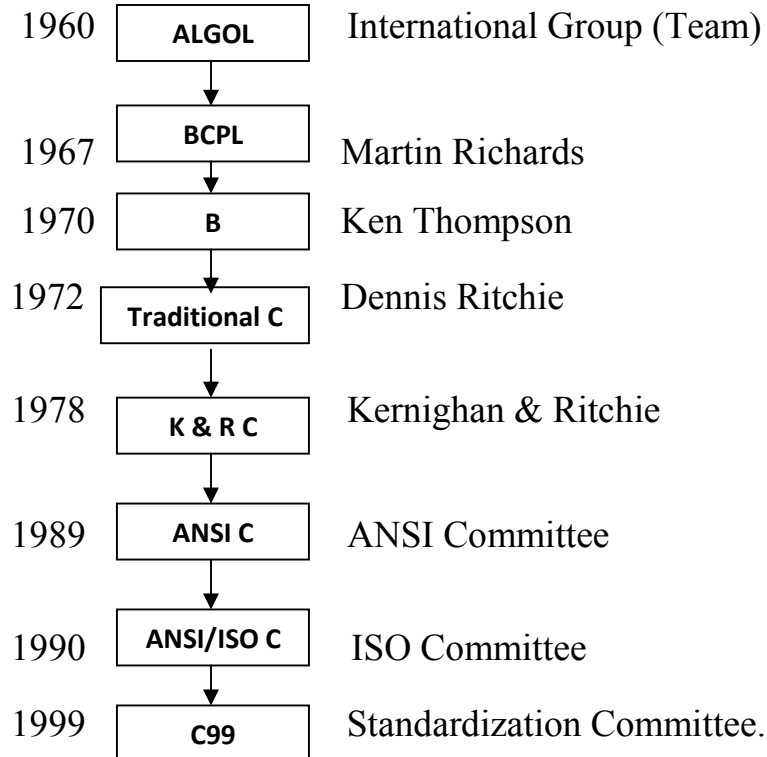 1960 ALGOL International Group (Team)
BCPL
1967 Martin Richards
1970 B Ken Thompson
1972 Traditional C Dennis Ritchie
1978 K & R C Kernighan & Ritchie
1989 ANSI C ANSI Committee
1990 ANSI/ISO C ISO Committee
1999 C99 Standardization Committee.